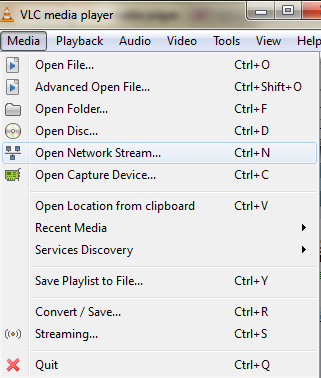 VLC media player
Media Playback Audio Video Tools View Help
Open File... Ctrl+O
Advanced Open File... Ctrl+Shift+O
Open Folder... Ctrl+F
Open Disc... Ctrl+D
Open Network Stream... Ctrl+N
Open Capture Device... Ctrl+C
Open Location from clipboard Ctrl+V
Recent Media
Services Discovery
Save Playlist to File... Ctrl+Y
Convert / Save... Ctrl+R
Streaming... Ctrl+S
Quit Ctrl+Q